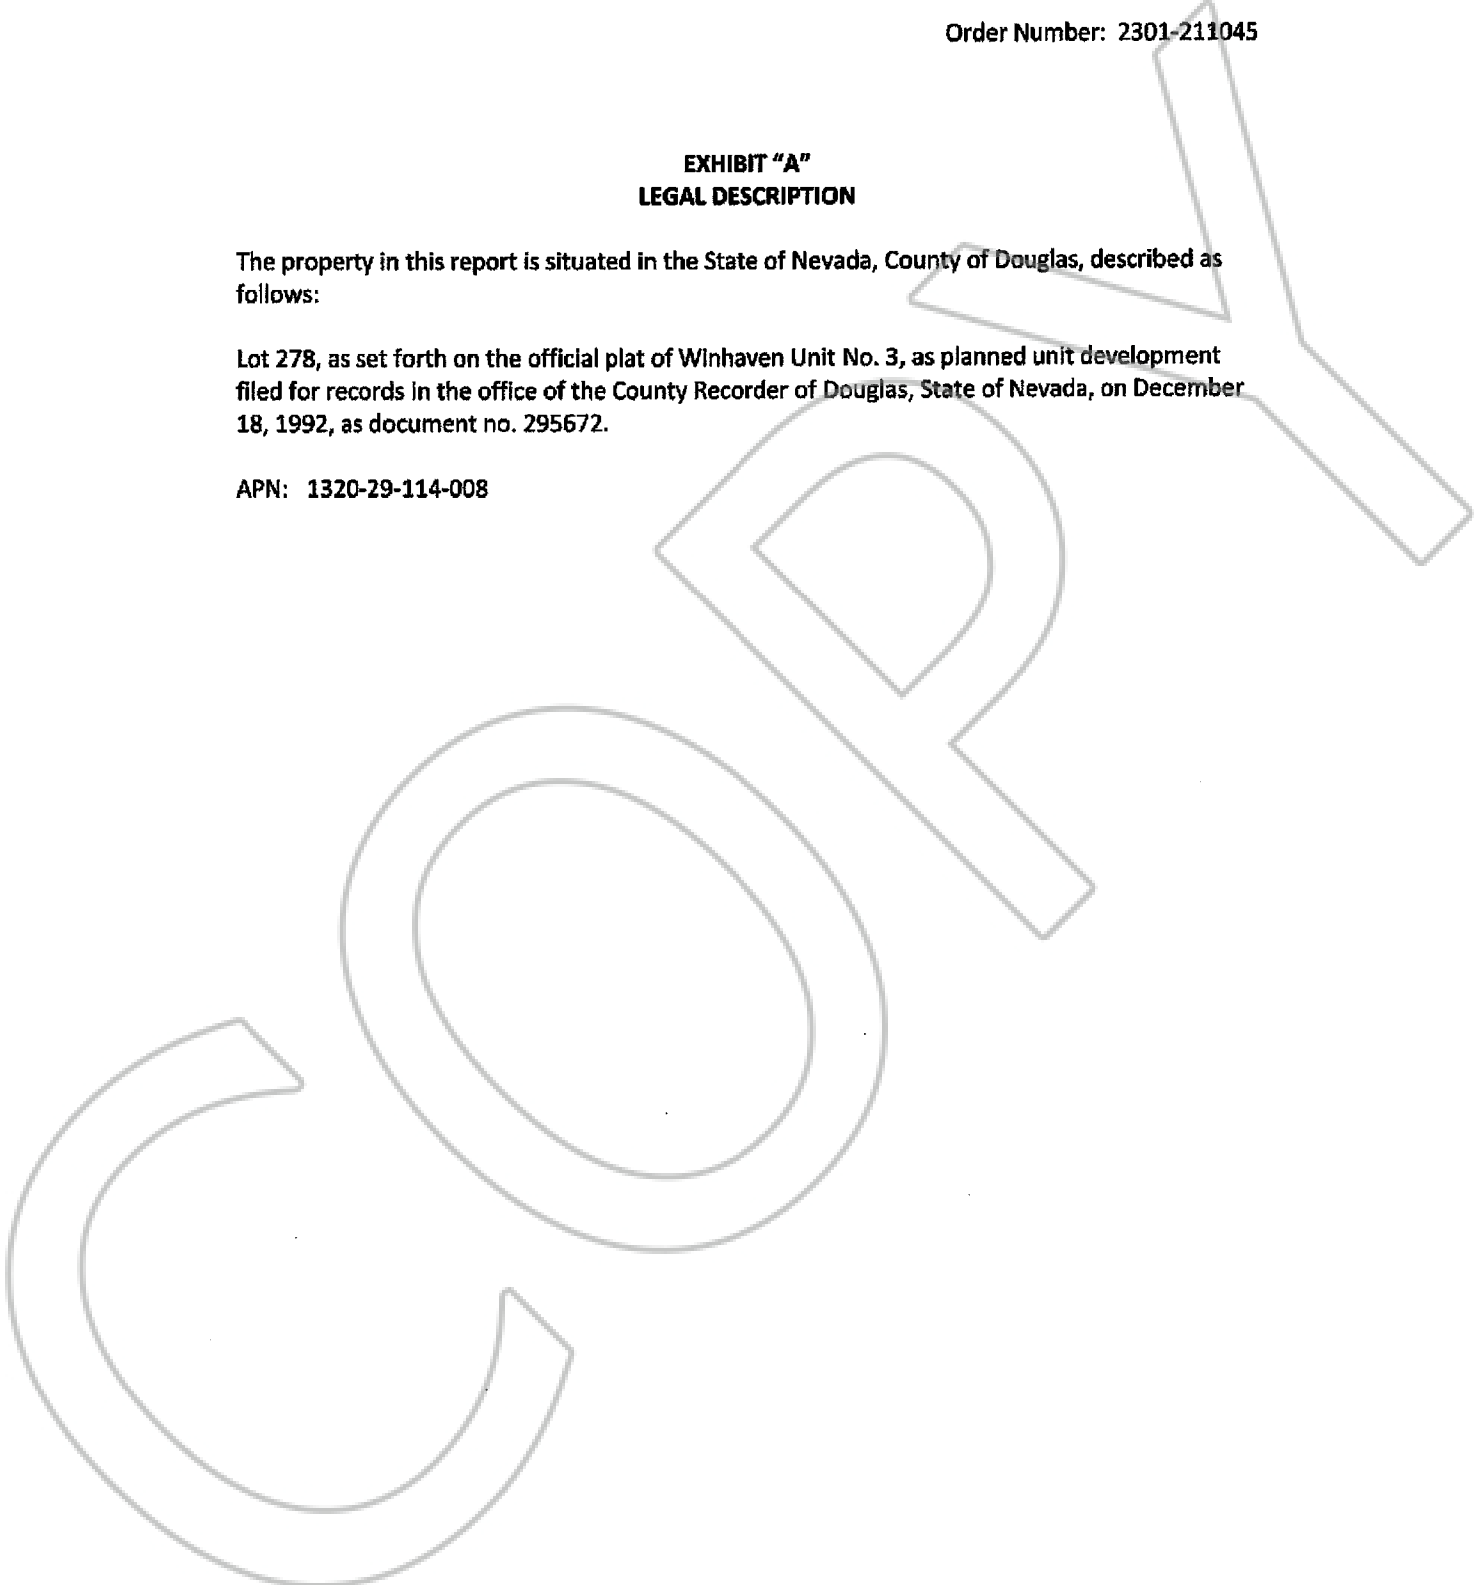 Order Number: 2301-211045
EXHIBIT “A”
LEGAL DESCRIPTION
The property in this report is situated in the State of Nevada, County of Douglas, described as
follows:
Lot 278, as set forth on the official plat of Winhaven Unit No. 3, as planned unit development
filed for records in the office of the County Recorder of Douglas, State of Nevada, on December
18, 1992, as document no. 295672.
APN: 1320-29-114-008
COPY